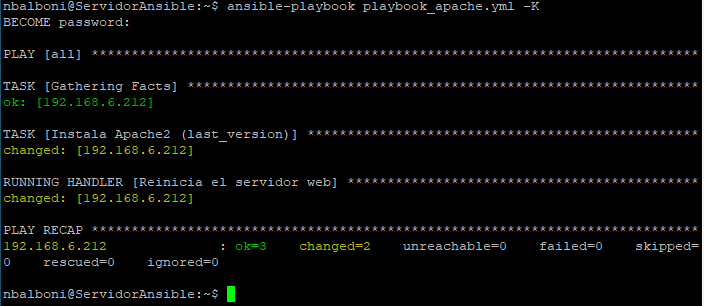 nbalboni@ServidorAnsible:~$ ansible-playbook playbook_apache.yml -K
BECOME password:
PLAY [all] *************************************************************************
TASK [Gathering Facts] *************************************************************
ok: [192.168.6.212]
TASK [Instala Apache2 (last_version)] **********************************************
changed: [192.168.6.212]
RUNNING HANDLER [Reinicia el servidor web] *****************************************
changed: [192.168.6.212]
PLAY RECAP *************************************************************************
192.168.6.212              : ok=3    changed=2    unreachable=0    failed=0    skipped=
0    rescued=0    ignored=0
nbalboni@ServidorAnsible:~$